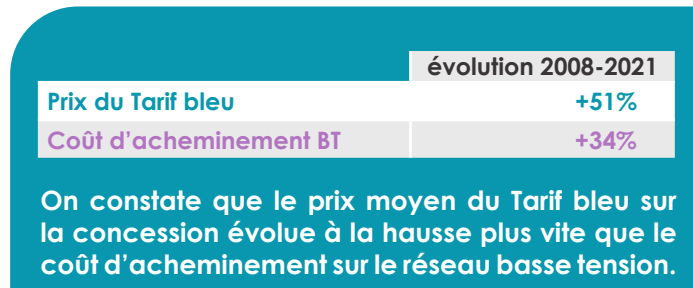 évolution 2008-2021
Prix du Tarif bleu +51%
Coût d'acheminement BT +34%
On constate que le prix moyen du Tarif bleu sur
la concession évolue à la hausse plus vite que le
coût d'acheminement sur le réseau basse tension.